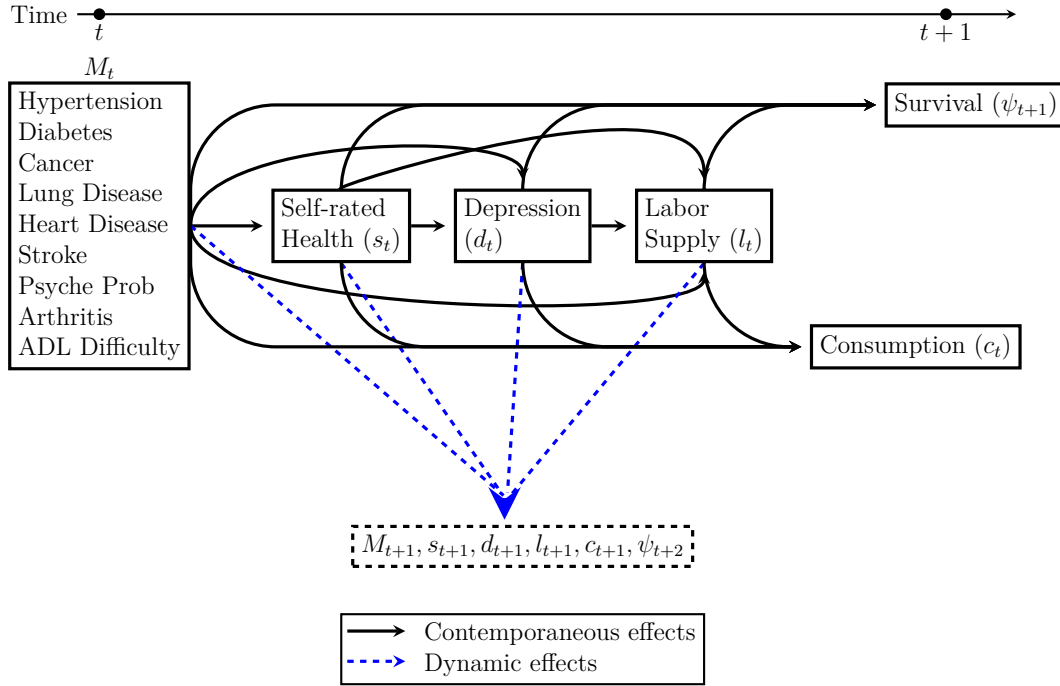 Time
t
t + 1
M_t
Hypertension
Diabetes
Cancer
Lung Disease
Heart Disease
Stroke
Psyche Prob
Arthritis
ADL Difficulty
Survival (ψ_{t+1})
Self-rated
Health (s_t)
Depression
(d_t)
Labor
Supply (l_t)
Consumption (c_t)
M_{t+1}, s_{t+1}, d_{t+1}, l_{t+1}, c_{t+1}, ψ_{t+2}
Contemporaneous effects
Dynamic effects